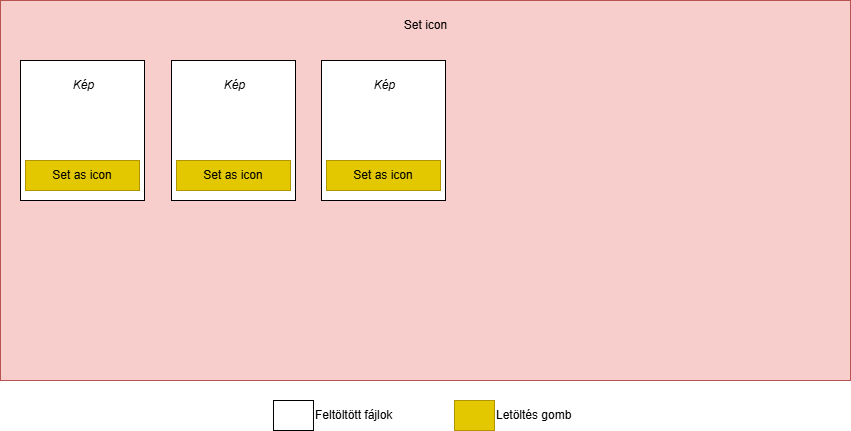 Set icon
Kép
Kép
Kép
Set as icon
Set as icon
Set as icon
Feltöltött fájlok
Letöltés gomb